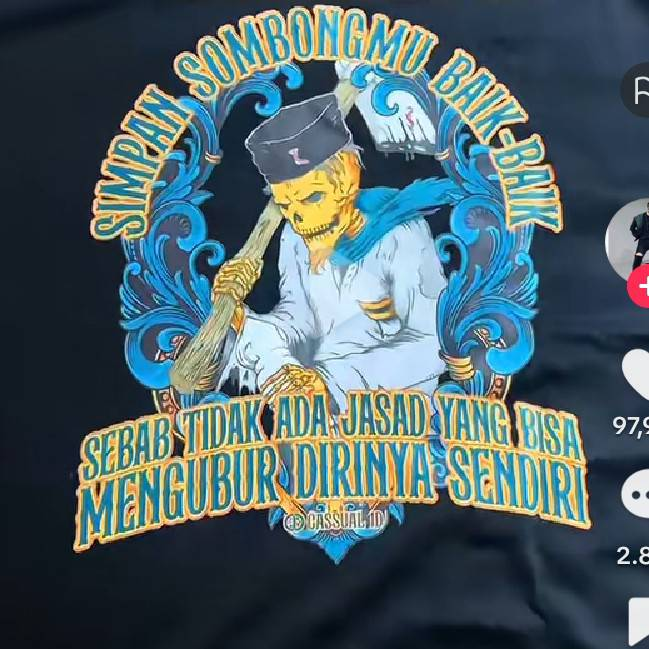 SIMPAN SOMBONGMU BAIK-BAIK
SEBAB TIDAK ADA JASAD YANG BISA
MENGUBUR DIRINYA SENDIRI
CASSUAL.ID
97,9
2.8